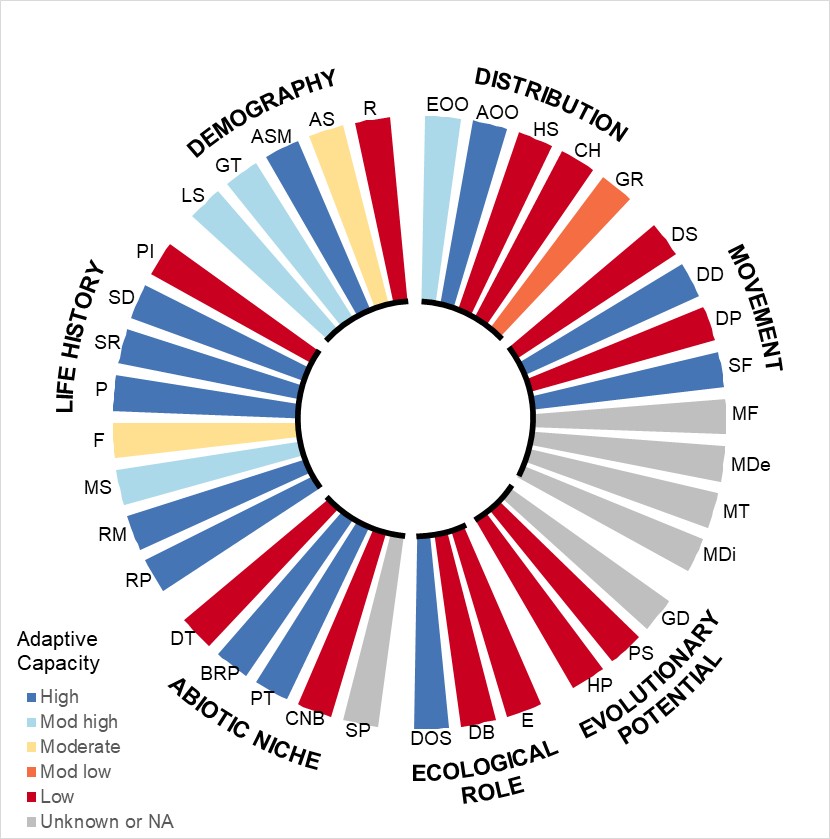 DISTRIBUTION
EOO
AOO
HS
CH
GR
MOVEMENT
DS
DD
DP
SF
MF
MDe
MT
MDi
EVOLUTIONARY
POTENTIAL
GD
PS
HP
ECOLOGICAL
ROLE
E
DB
DOS
ABIOTIC NICHE
SP
CNB
PT
BRP
DT
LIFE HISTORY
RP
RM
MS
F
P
SR
SD
PI
DEMOGRAPHY
LS
GT
ASM
AS
R
Adaptive
Capacity
High
Mod high
Moderate
Mod low
Low
Unknown or NA